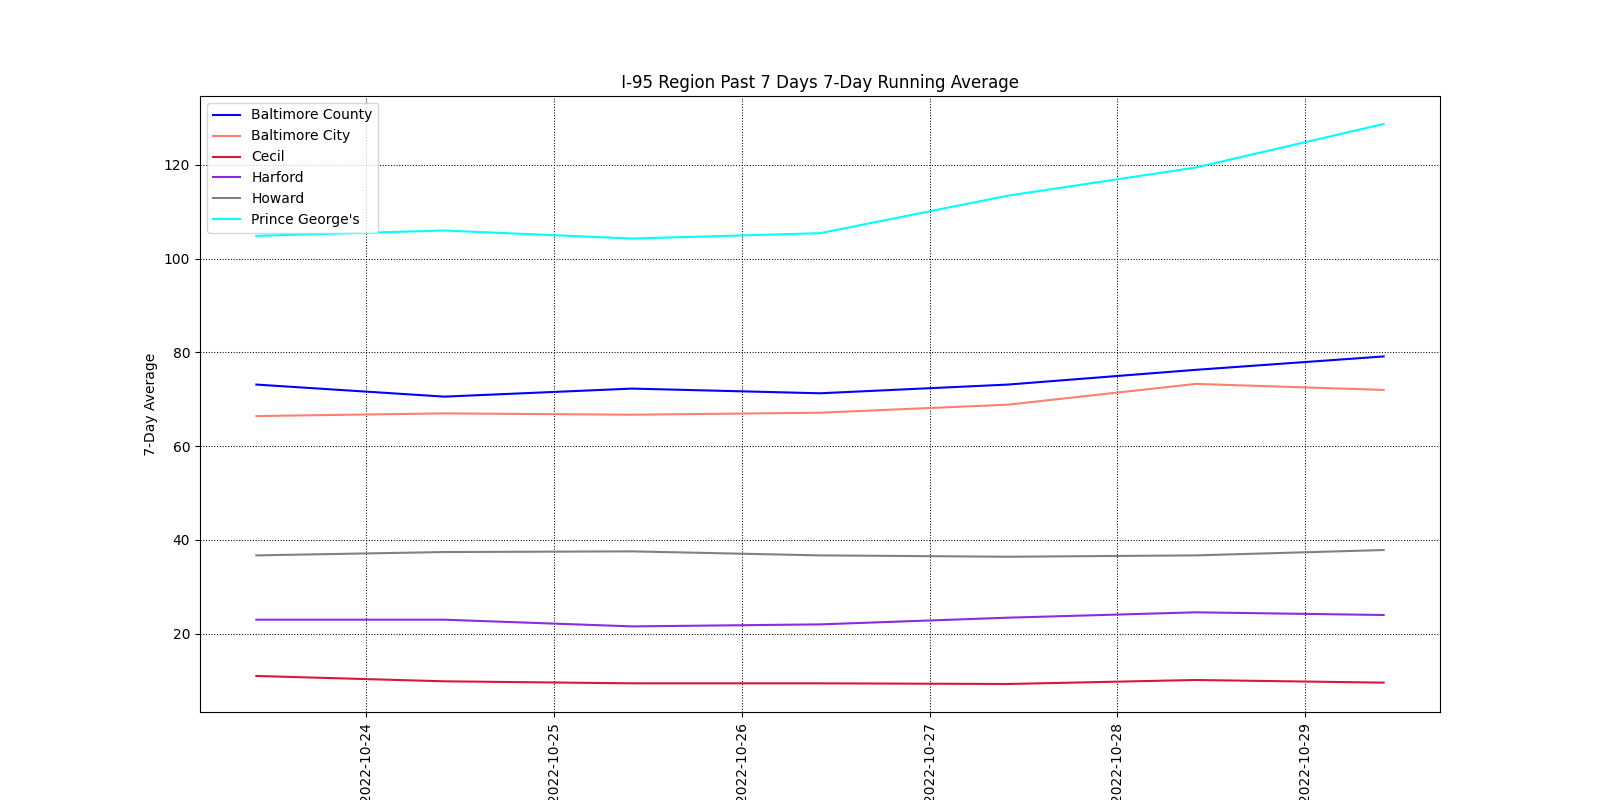 I-95 Region Past 7 Days 7-Day Running Average
Baltimore County
Baltimore City
Cecil
Harford
Howard
Prince George's
7-Day Average
120
100
80
60
40
20
2022-10-24
2022-10-25
2022-10-26
2022-10-27
2022-10-28
2022-10-29